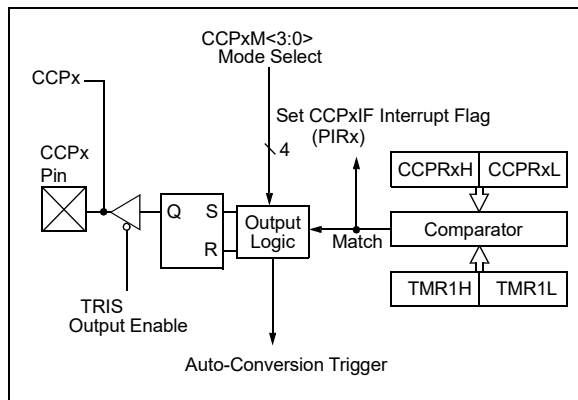 CCPxM<3:0>
Mode Select
CCPx
Set CCPxIF Interrupt Flag
(PIRx)
4
CCPx
Pin
CCPRxH CCPRxL
Q S
R
Output
Logic
Match
Comparator
TMR1H TMR1L
TRIS
Output Enable
Auto-Conversion Trigger